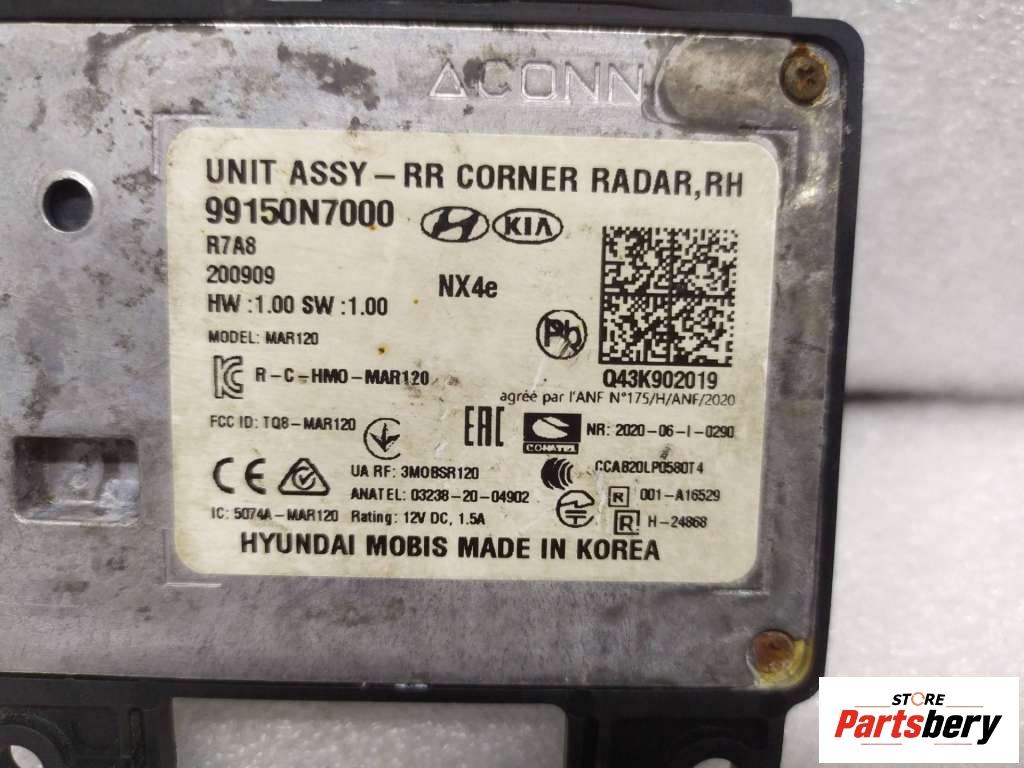 △CONN
UNIT ASSY-RR CORNER RADAR,RH
99150N7000 KIA
R7A8
200909
NX4e
HW :1.00 SW :1.00
MODEL: MAR120
Pb
R-C-HMO-MAR120
Q43K902019
agréé par l'ANF N°175/H/ANF/2020
FCC ID: TQ8-MAR120
EAC
CONATEL
NR: 2020-06-I-0290
CE
UA RF: 3MOBSR120
CCAB20LP0580T4
ANATEL: 03238-20-04902
R 001-A16529
IC: 5074A-MAR120 Rating: 12V DC, 1.5A
R H-24868
HYUNDAI MOBIS MADE IN KOREA
STORE
Partsbery